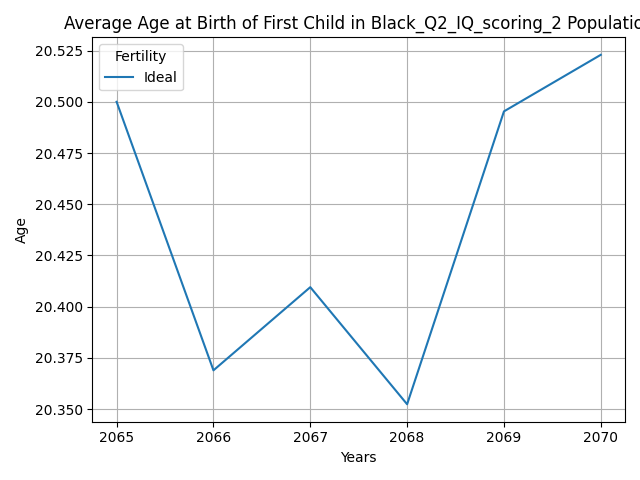 Average Age at Birth of First Child in Black_Q2_IQ_scoring_2 Populatio
20.525
20.500
20.475
20.450
20.425
20.400
20.375
20.350
Age
Fertility
Ideal
2065 2066 2067 2068 2069 2070
Years